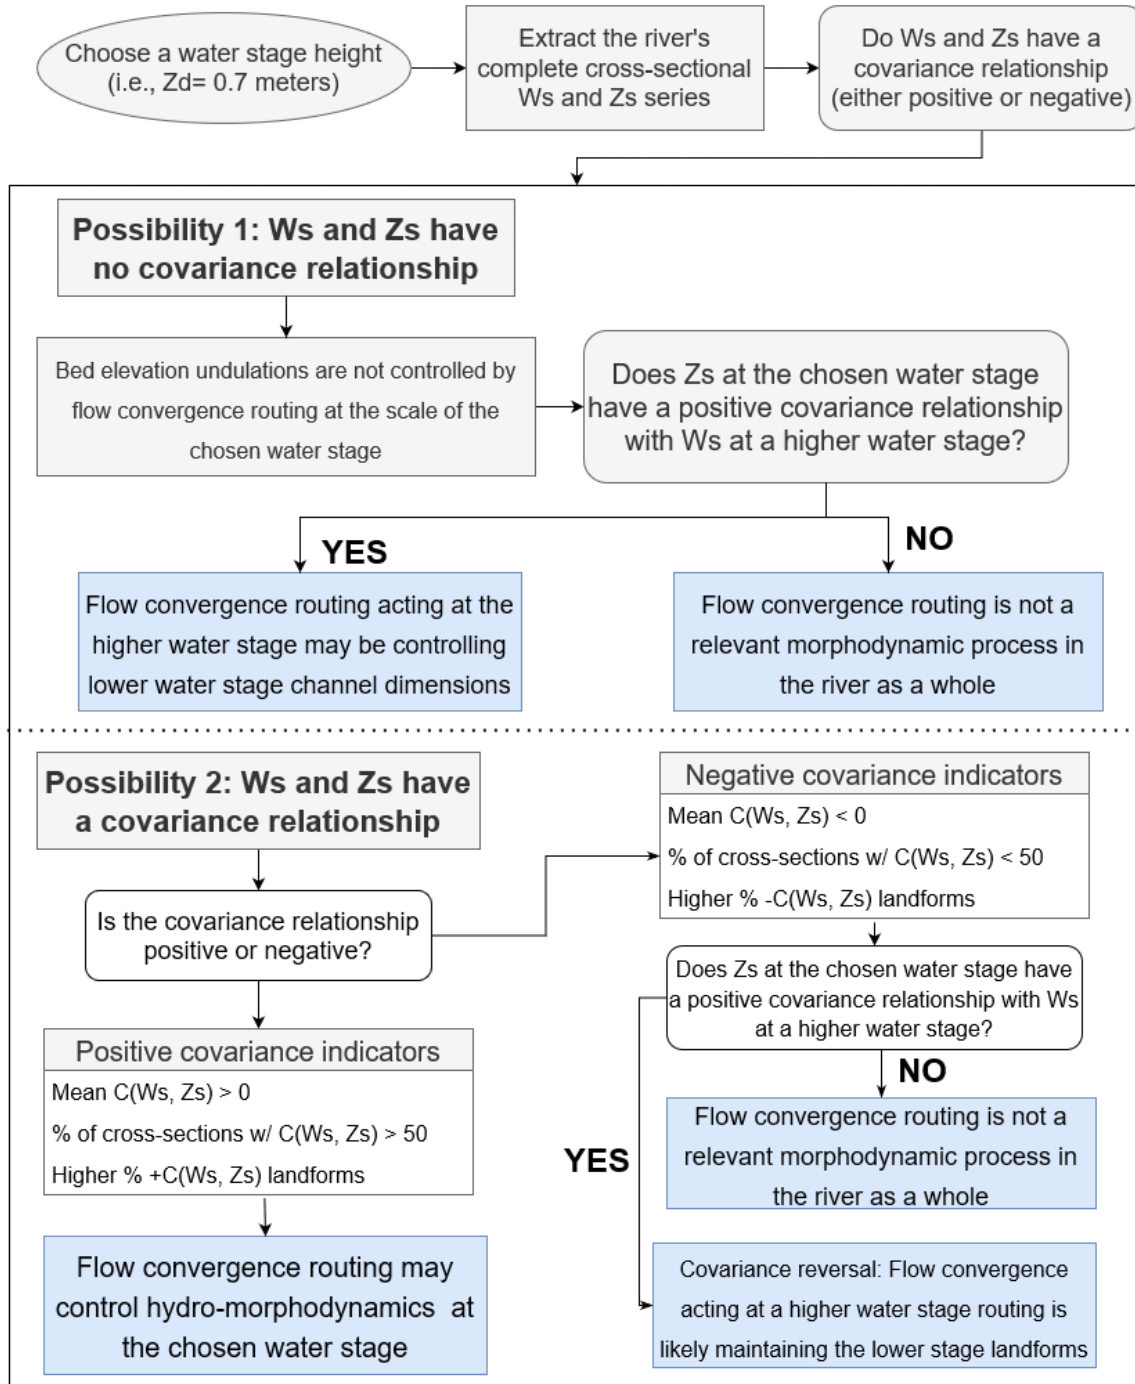 Choose a water stage height
(i.e., Zd= 0.7 meters)
Extract the river's
complete cross-sectional
Ws and Zs series
Do Ws and Zs have a
covariance relationship
(either positive or negative)
Possibility 1: Ws and Zs have
no covariance relationship
Bed elevation undulations are not controlled by
flow convergence routing at the scale of the
chosen water stage
Does Zs at the chosen water stage
have a positive covariance relationship
with Ws at a higher water stage?
YES
NO
Flow convergence routing acting at the
higher water stage may be controlling
lower water stage channel dimensions
Flow convergence routing is not a
relevant morphodynamic process in
the river as a whole
Possibility 2: Ws and Zs have
a covariance relationship
Is the covariance relationship
positive or negative?
Positive covariance indicators
Mean C(Ws, Zs) > 0
% of cross-sections w/ C(Ws, Zs) > 50
Higher % +C(Ws, Zs) landforms
Flow convergence routing may
control hydro-morphodynamics at
the chosen water stage
Negative covariance indicators
Mean C(Ws, Zs) < 0
% of cross-sections w/ C(Ws, Zs) < 50
Higher % -C(Ws, Zs) landforms
Does Zs at the chosen water stage have
a positive covariance relationship with Ws
at a higher water stage?
NO
Flow convergence routing is not a
relevant morphodynamic process in
the river as a whole
YES
Covariance reversal: Flow convergence
acting at a higher water stage routing is
likely maintaining the lower stage landforms